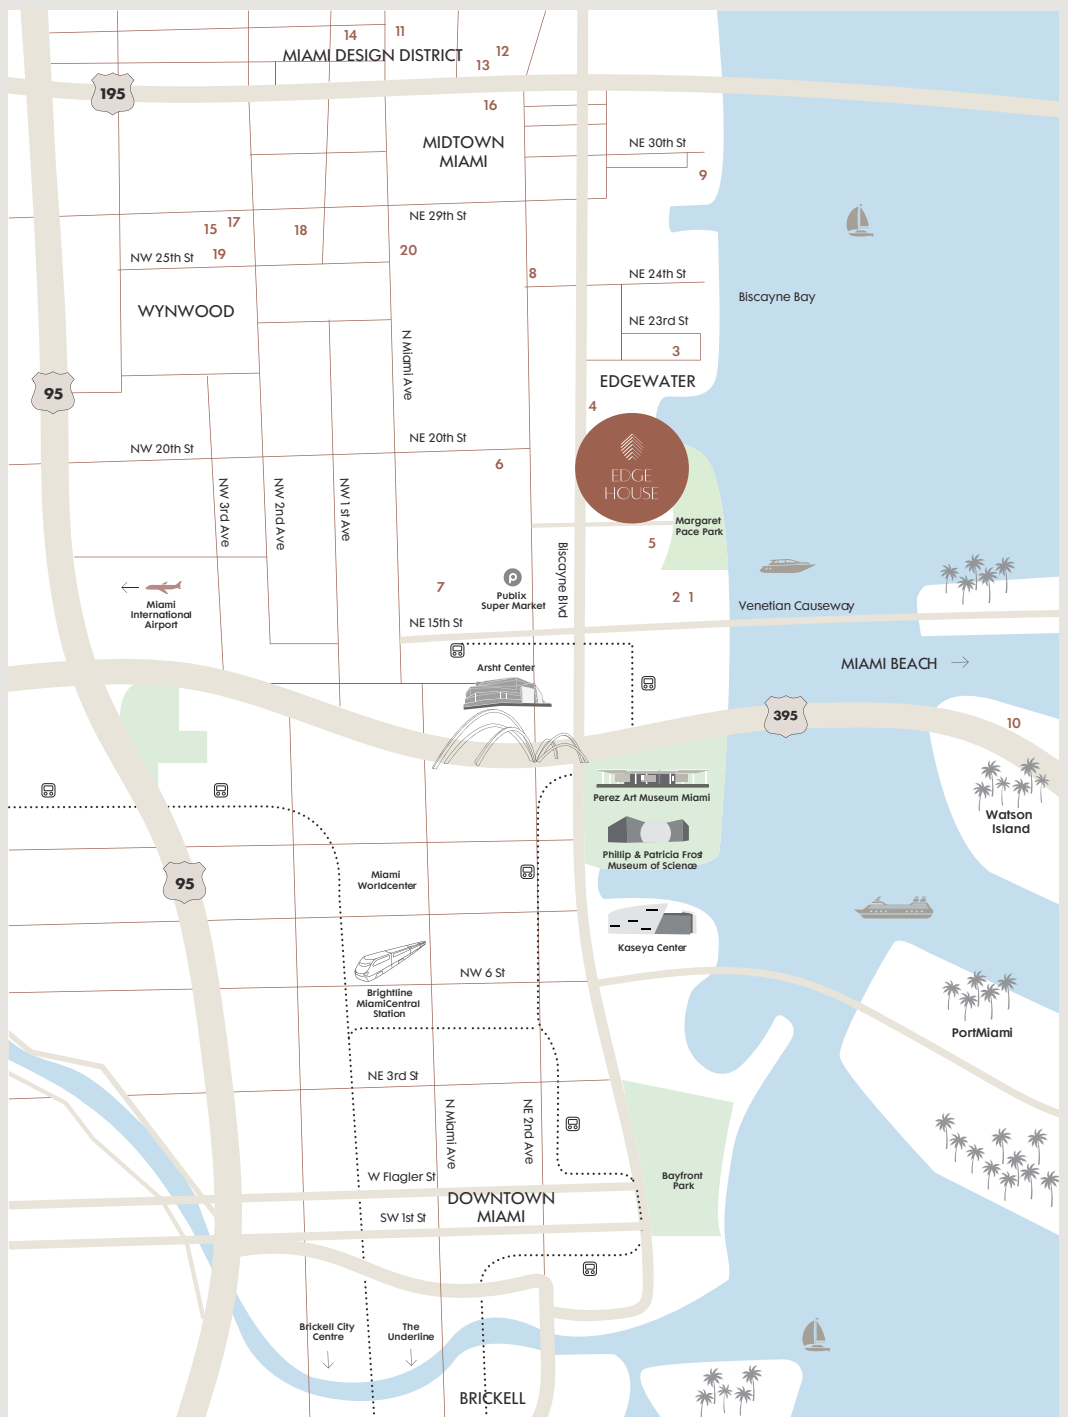 14
11
MIAMI DESIGN DISTRICT
12
13
195
16
MIDTOWN
MIAMI
NE 30th St
9
NE 29th St
15
17
18
NW 25th St
19
20
8
NE 24th St
Biscayne Bay
WYNWOOD
NE 23rd St
3
N Miami Ave
EDGEWATER
95
4
NW 20th St
NE 20th St
6
EDGE
HOUSE
NW 3rd Ave
NW 2nd Ave
NW 1 st Ave
Margaret
Pace Park
5
Biscayne Blvd
7
Publix
Super Market
2
1
Miami
International
Airport
Venetian Causeway
NE 15th St
Arsht Center
MIAMI BEACH
395
10
Perez Art Museum Miami
Watson
Island
Phillip & Patricia Frost
Museum of Science
95
Miami
Worldcenter
Kaseya Center
NW 6 St
Brightline
MiamiCentral
Station
PortMiami
NE 3rd St
N Miami Ave
NE 2nd Ave
W Flagler St
Bayfront
Park
DOWNTOWN
MIAMI
SW 1st St
Brickell City
Centre
The
Underline
BRICKELL